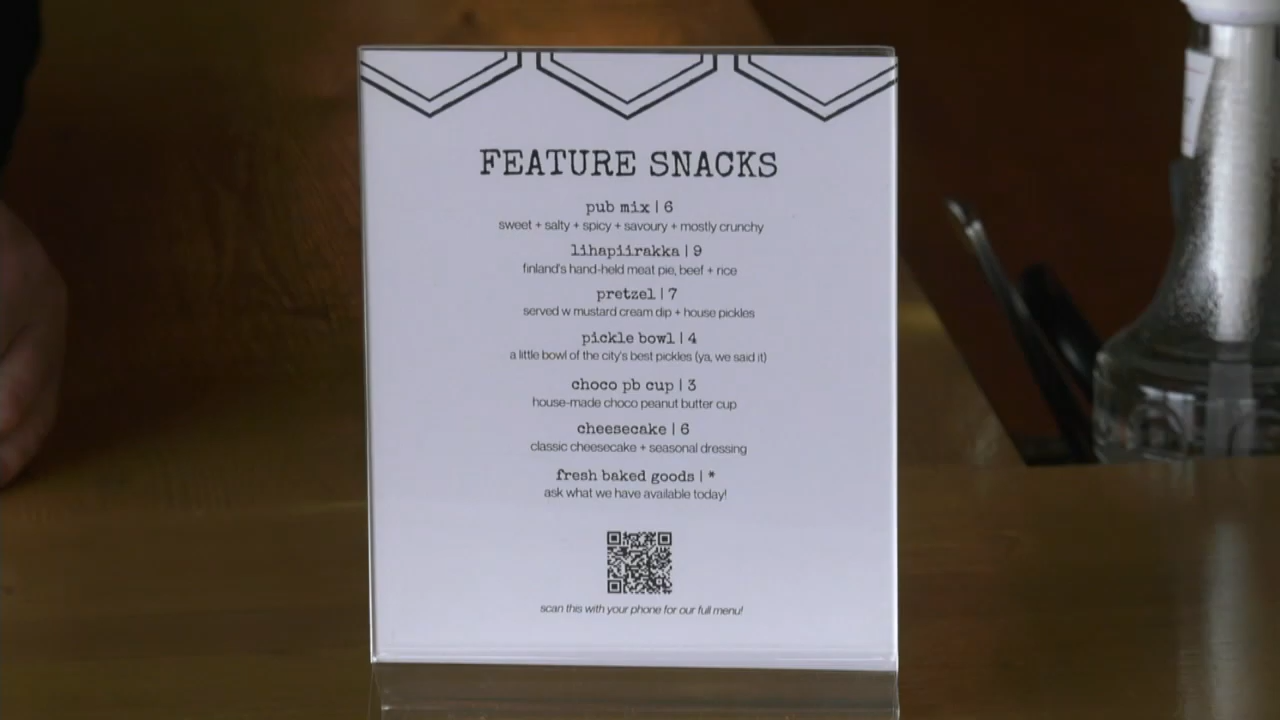 FEATURE SNACKS
pub mix | 6
sweet + salty + spicy + savoury + mostly crunchy
lihapiirakka | 9
finland's hand-held meat pie, beef + rice
pretzel | 7
served w mustard cream dip + house pickles
pickle bowl | 4
a little bowl of the city's best pickles (ya, we said it)
choco pb cup | 3
house-made choco peanut butter cup
cheesecake | 6
classic cheesecake + seasonal dressing
fresh baked goods | *
ask what we have available today!
scan this with your phone for our full menu!